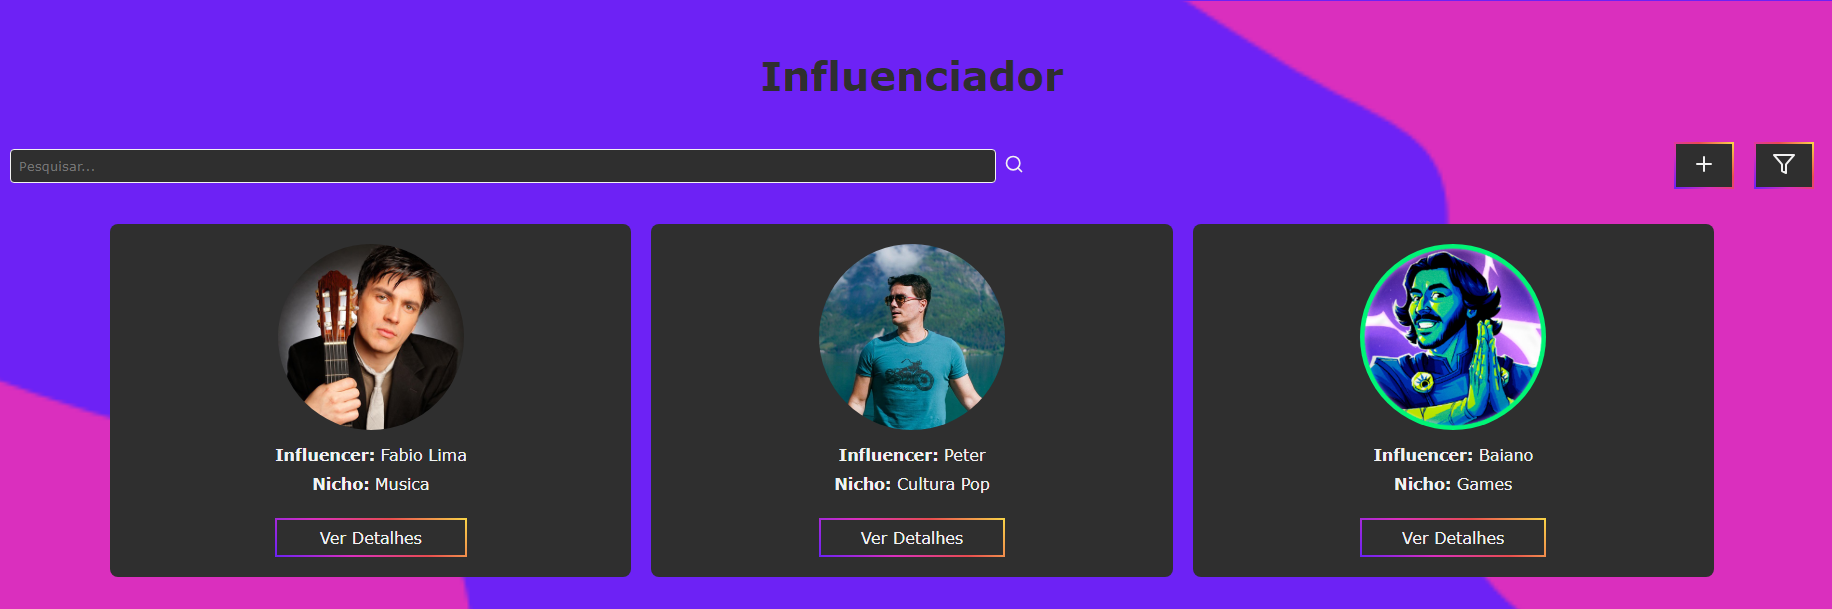 Influenciador
Pesquisar...
Influencer: Fabio Lima
Nicho: Musica
Ver Detalhes
Influencer: Peter
Nicho: Cultura Pop
Ver Detalhes
Influencer: Baiano
Nicho: Games
Ver Detalhes